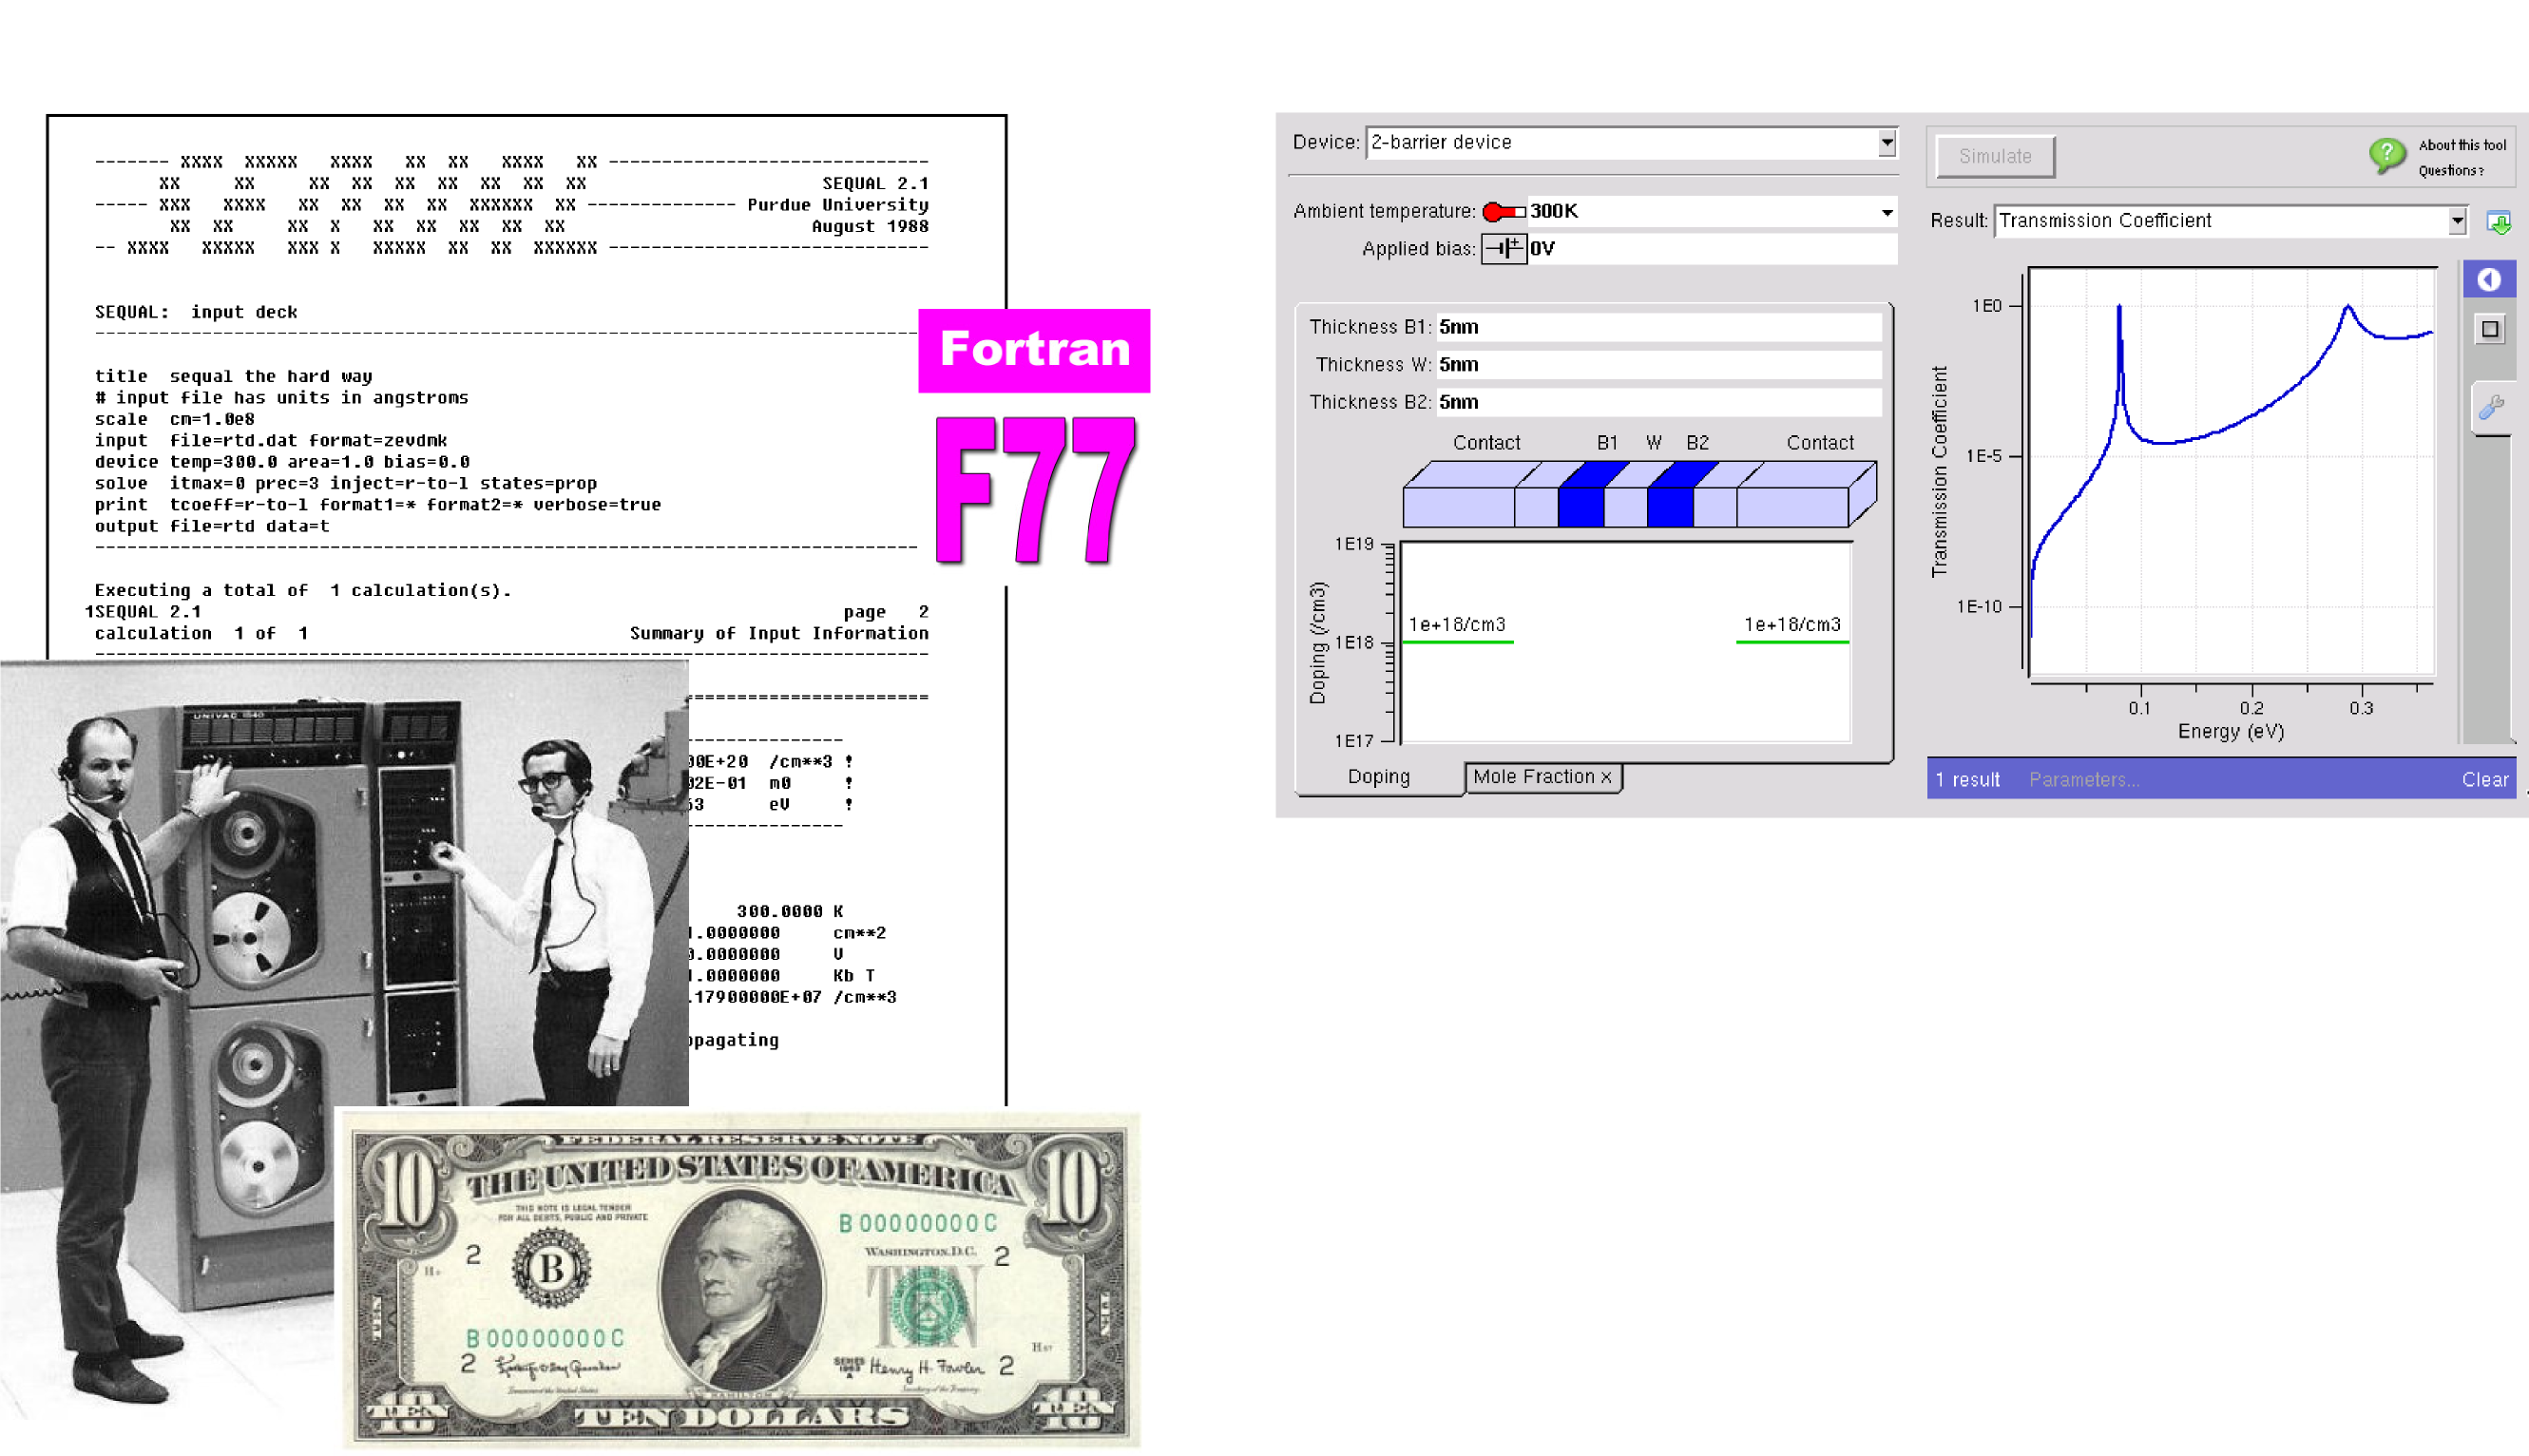 ------- XXXX XXXXX XXXX XX XX XXXX XX ------------------------------
XX XX XX XX XX XX XX XX XX SEQUAL 2.1
----- XXX XXXX XX XX XX XX XXXXXX XX -------------- Purdue University
XX XX XX X XX XX XX XX XX August 1988
-- XXXX XXXXX XXX X XXXXX XX XX XXXXXX ------------------------------
SEQUAL: input deck
title sequal the hard way
# input file has units in angstroms
scale cm=1.0e8
input file=rtd.dat format=zevdmk
device temp=300.0 area=1.0 bias=0.0
solve itmax=0 prec=3 inject=r-to-l states=prop
print tcoeff=r-to-l format1=* format2=* verbose=true
output file=rtd data=t
Executing a total of 1 calculation(s).
1SEQUAL 2.1 page 2
calculation 1 of 1 Summary of Input Information
00E+20 /cm**3 !
02E-01 m0 !
53 eV !
300.0000 K
1.0000000 cm**2
0.0000000 V
1.0000000 Kb T
.17900000E+07 /cm**3
opagating
Fortran
F77
UNIVAC 1540
FEDERAL RESERVE NOTE
THE UNITED STATES OF AMERICA
10 10
THIS NOTE IS LEGAL TENDER
FOR ALL DEBTS, PUBLIC AND PRIVATE
B 00000000 C
WASHINGTON, D.C.
2 B 2
TEN
B 00000000 C
2 2
SERIES
Henry H. Fowler
HAMILTON
TEN DOLLARS
TEN TEN
Device: 2-barrier device
Ambient temperature: 300K
Applied bias: 0V
Thickness B1: 5nm
Thickness W: 5nm
Thickness B2: 5nm
Contact B1 W B2 Contact
Doping (/cm3)
1E19
1E18
1E17
1e+18/cm3 1e+18/cm3
Doping Mole Fraction x
Simulate
? About this tool
Questions?
Result: Transmission Coefficient
Transmission Coefficient
1E0
1E-5
1E-10
0.1 0.2 0.3
Energy (eV)
1 result Parameters... Clear